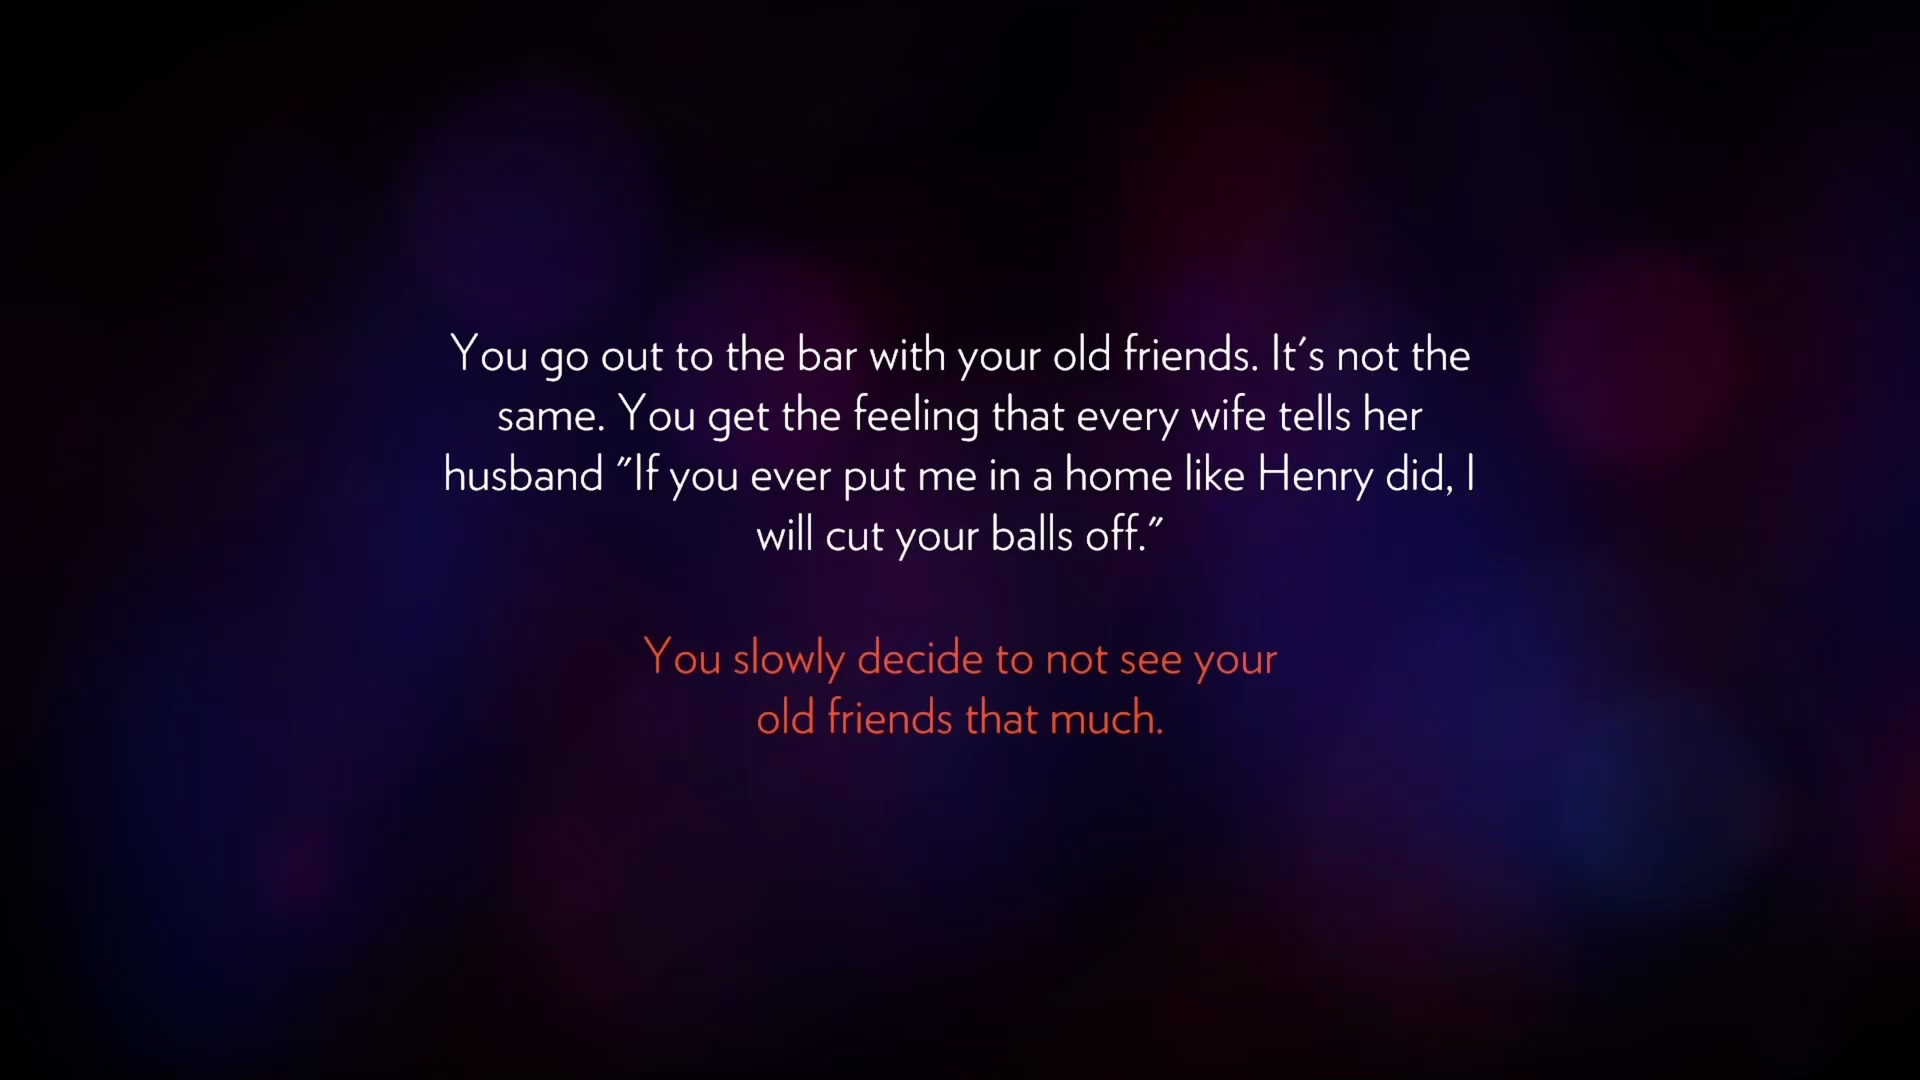 You go out to the bar with your old friends. It's not the
same. You get the feeling that every wife tells her
husband "If you ever put me in a home like Henry did, I
will cut your balls off."
You slowly decide to not see your
old friends that much.